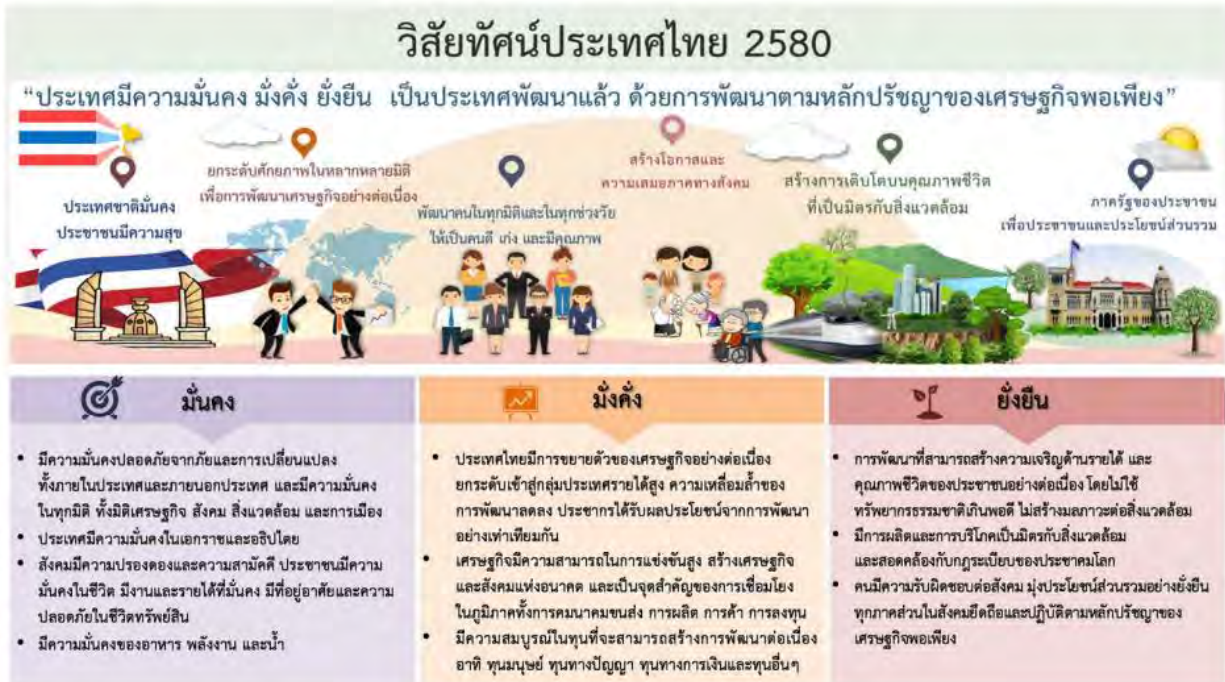 วิสัยทัศน์ประเทศไทย 2580
“ประเทศมีความมั่นคง มั่งคั่ง ยั่งยืน เป็นประเทศพัฒนาแล้ว ด้วยการพัฒนาตามหลักปรัชญาของเศรษฐกิจพอเพียง”
ประเทศชาติมั่นคง
ประชาชนมีความสุข
ยกระดับศักยภาพในหลากหลายมิติ
เพื่อการพัฒนาเศรษฐกิจอย่างต่อเนื่อง
พัฒนาคนในทุกมิติและในทุกช่วงวัย
ให้เป็นคนดี เก่ง และมีคุณภาพ
สร้างโอกาสและ
ความเสมอภาคทางสังคม
สร้างการเติบโตบนคุณภาพชีวิต
ที่เป็นมิตรกับสิ่งแวดล้อม
ภาครัฐของประชาชน
เพื่อประชาชนและประโยชน์ส่วนรวม
มั่นคง
• มีความมั่นคงปลอดภัยจากภัยและการเปลี่ยนแปลง
ทั้งภายในประเทศและภายนอกประเทศ และมีความมั่นคง
ในทุกมิติ ทั้งมิติเศรษฐกิจ สังคม สิ่งแวดล้อม และการเมือง
• ประเทศมีความมั่นคงในเอกราชและอธิปไตย
• สังคมมีความปรองดองและความสามัคคี ประชาชนมีความ
มั่นคงในชีวิต มีงานและรายได้ที่มั่นคง มีที่อยู่อาศัยและความ
ปลอดภัยในชีวิตทรัพย์สิน
• มีความมั่นคงของอาหาร พลังงาน และน้ำ
มั่งคั่ง
• ประเทศไทยมีการขยายตัวของเศรษฐกิจอย่างต่อเนื่อง
ยกระดับเข้าสู่กลุ่มประเทศรายได้สูง ความเหลื่อมล้ำของ
การพัฒนาลดลง ประชากรได้รับผลประโยชน์จากการพัฒนา
อย่างเท่าเทียมกัน
• เศรษฐกิจมีความสามารถในการแข่งขันสูง สร้างเศรษฐกิจ
และสังคมแห่งอนาคต และเป็นจุดสำคัญของการเชื่อมโยง
ในภูมิภาคทั้งการคมนาคมขนส่ง การผลิต การค้า การลงทุน
• มีความสมบูรณ์ในทุนที่จะสามารถสร้างการพัฒนาต่อเนื่อง
อาทิ ทุนมนุษย์ ทุนทางปัญญา ทุนทางการเงินและทุนอื่นๆ
ยั่งยืน
• การพัฒนาที่สามารถสร้างความเจริญด้านรายได้ และ
คุณภาพชีวิตของประชาชนอย่างต่อเนื่อง โดยไม่ใช้
ทรัพยากรธรรมชาติเกินพอดี ไม่สร้างมลภาวะต่อสิ่งแวดล้อม
• มีการผลิตและการบริโภคเป็นมิตรกับสิ่งแวดล้อม
และสอดคล้องกับกฎระเบียบของประชาคมโลก
• คนมีความรับผิดชอบต่อสังคม มุ่งประโยชน์ส่วนรวมอย่างยั่งยืน
ทุกภาคส่วนในสังคมยึดถือและปฏิบัติตามหลักปรัชญาของ
เศรษฐกิจพอเพียง